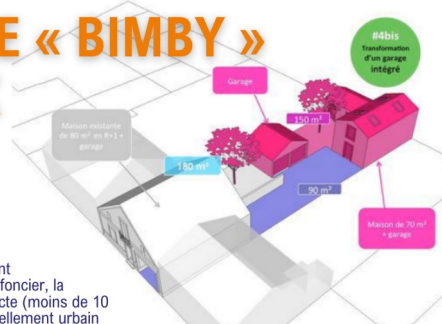 E « BIMBY »
#4bis
Transformation
d'un garage
intégré
Garage
150 m²
Maison existante
de 80 m² en R+1 +
garage
180 m²
90 m²
Maison de 70 m²
+ garage
nt
foncier, la
cte (moins de 10
ellement urbain